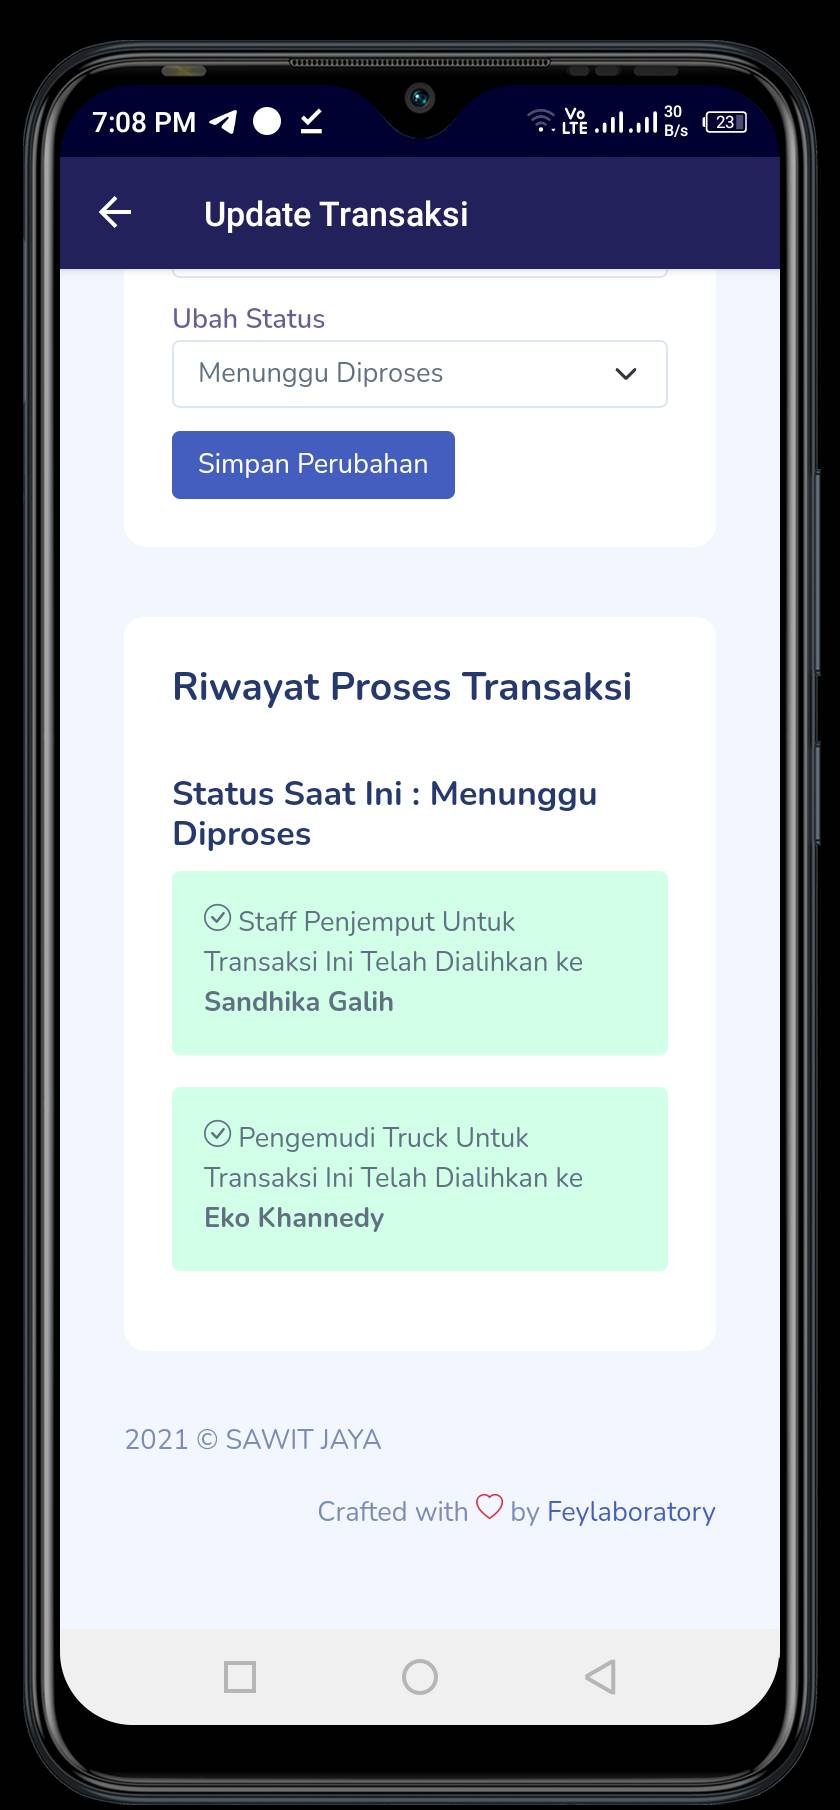 7:08 PM
Vo LTE
30 B/s
23
Update Transaksi
Ubah Status
Menunggu Diproses
Simpan Perubahan
Riwayat Proses Transaksi
Status Saat Ini : Menunggu
Diproses
Staff Penjemput Untuk
Transaksi Ini Telah Dialihkan ke
Sandhika Galih
Pengemudi Truck Untuk
Transaksi Ini Telah Dialihkan ke
Eko Khannedy
2021 © SAWIT JAYA
Crafted with ♡ by Feylaboratory